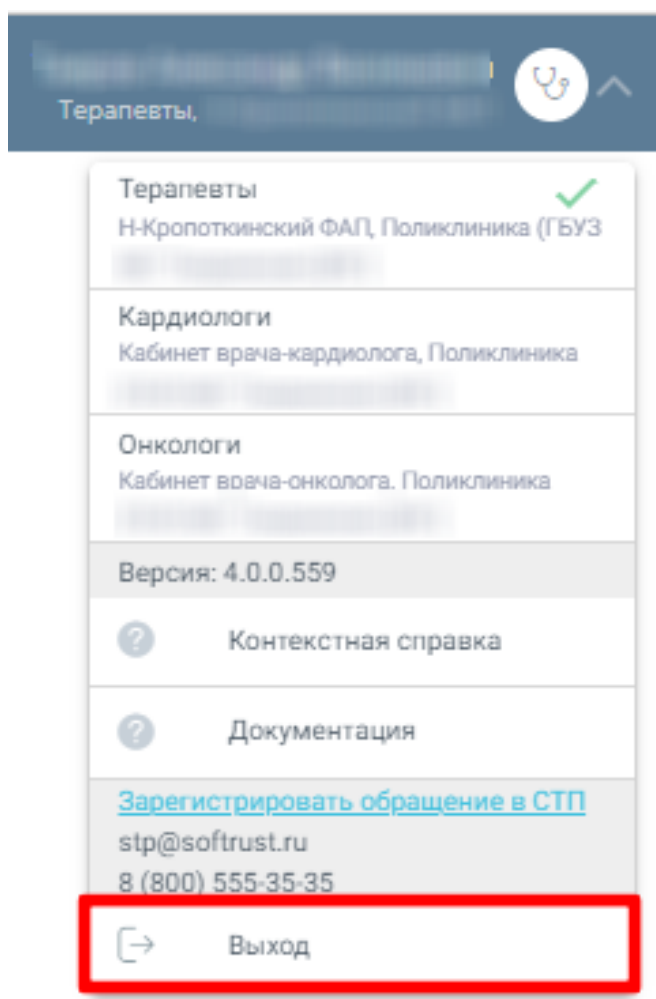 Терапевты,
Терапевты
Н-Кропоткинский ФАП, Поликлиника (ГБУЗ
Кардиологи
Кабинет врача-кардиолога, Поликлиника
Онкологи
Кабинет врача-онколога. Поликлиника
Версия: 4.0.0.559
Контекстная справка
Документация
Зарегистрировать обращение в СТП
stp@softrust.ru
8 (800) 555-35-35
Выход